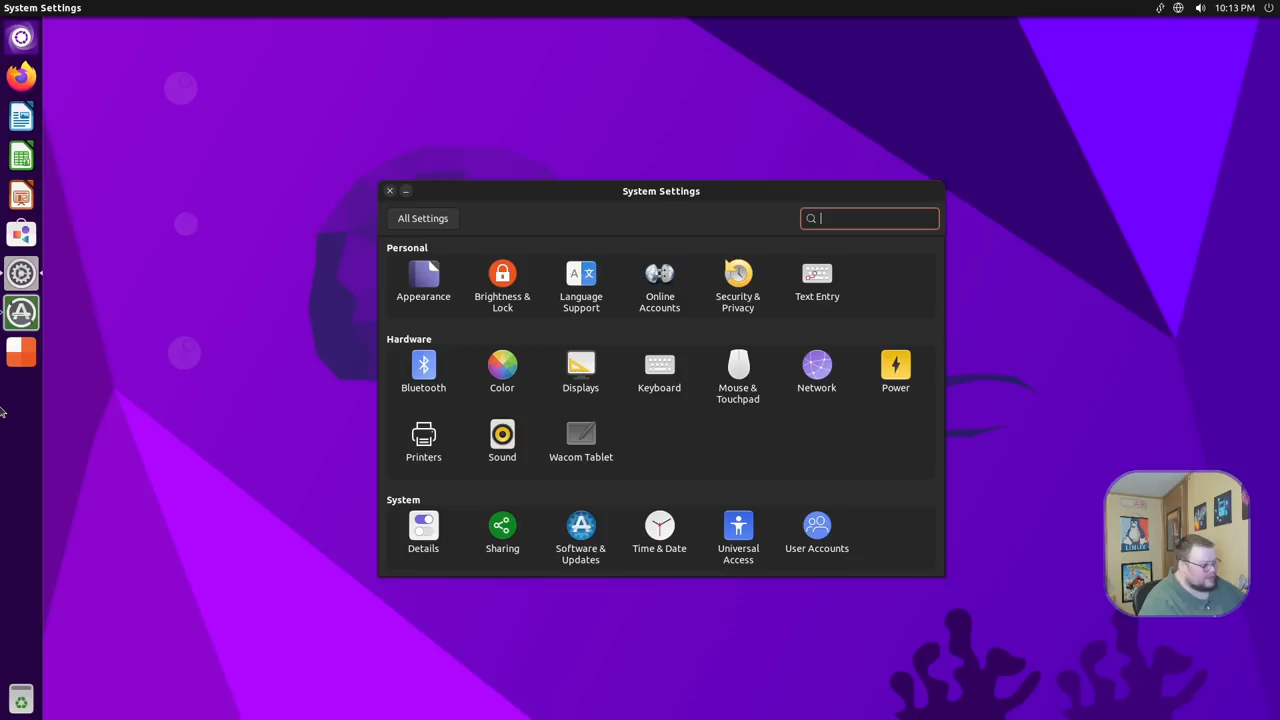 System Settings
10:13 PM
System Settings
All Settings
Personal
Appearance
Brightness & Lock
Language Support
Online Accounts
Security & Privacy
Text Entry
Hardware
Bluetooth
Color
Displays
Keyboard
Mouse & Touchpad
Network
Power
Printers
Sound
Wacom Tablet
System
Details
Sharing
Software & Updates
Time & Date
Universal Access
User Accounts
LINUX